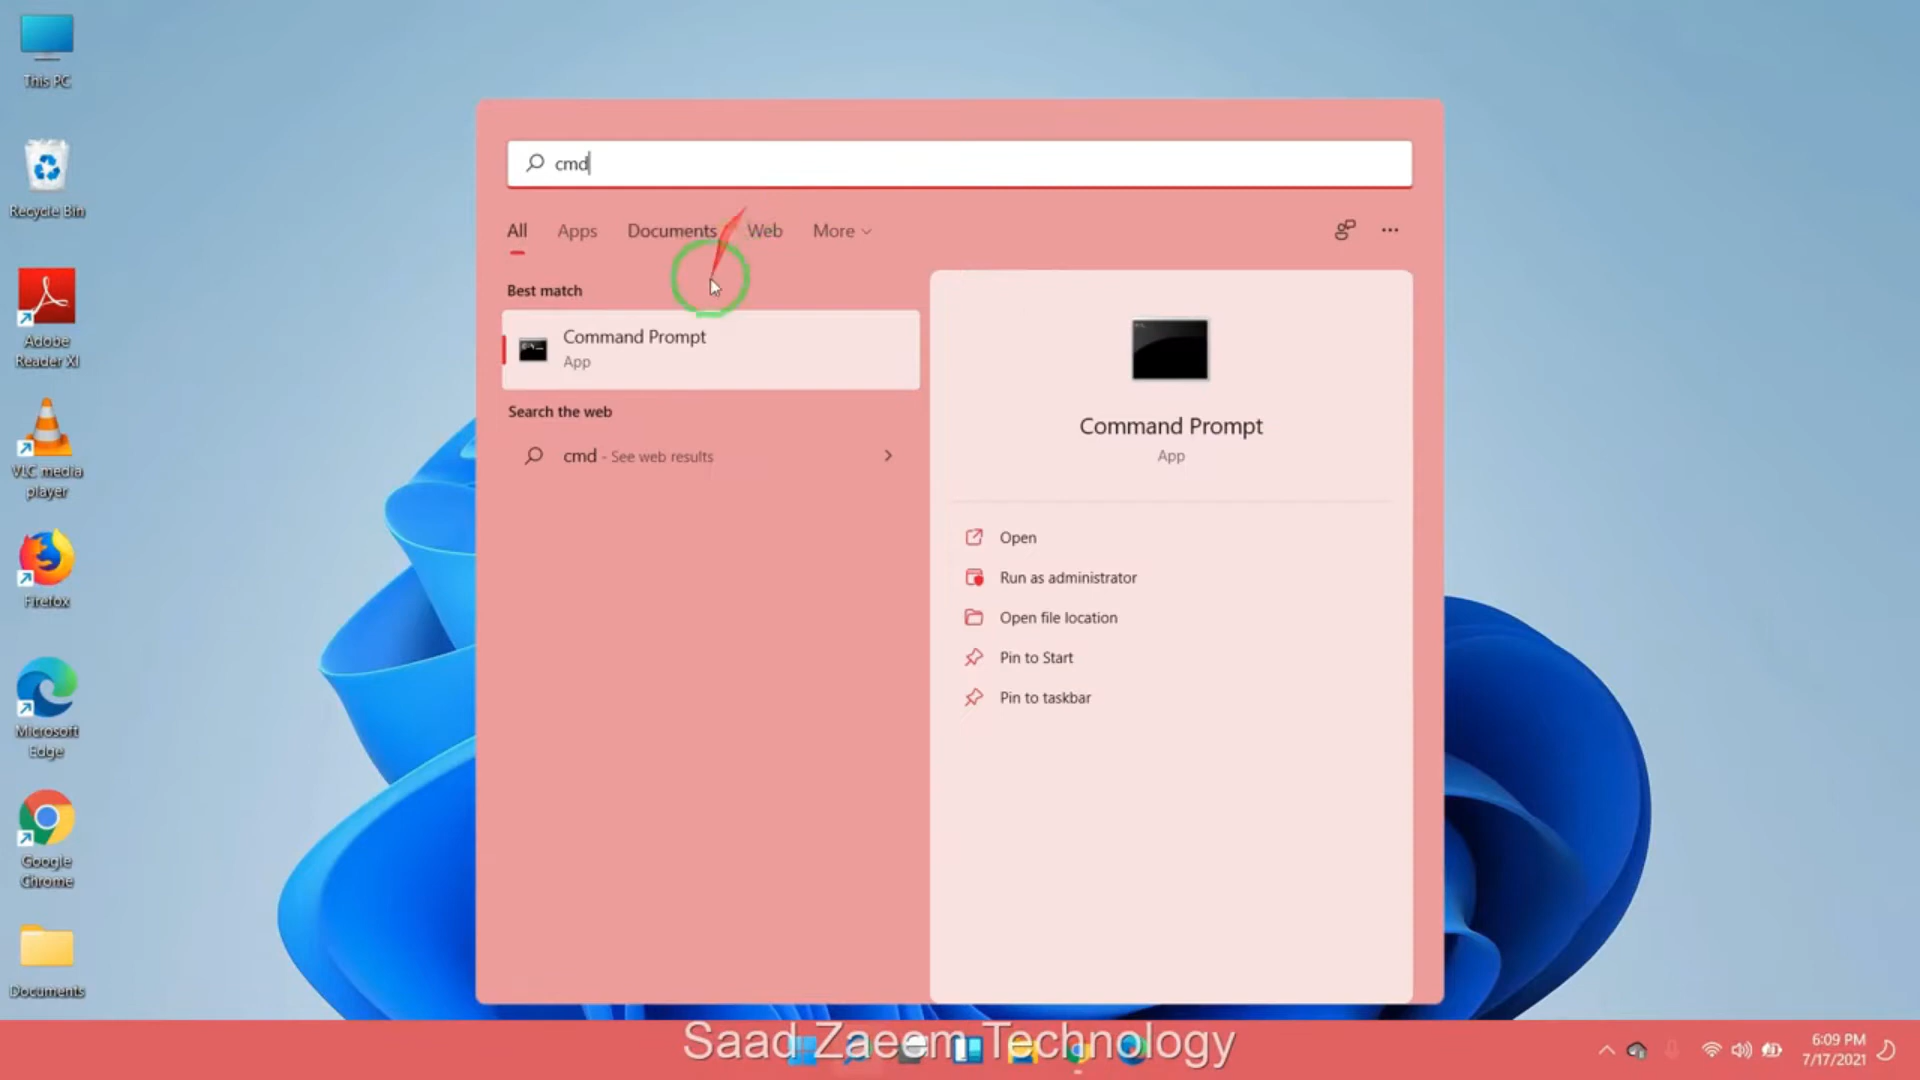 This PC
Recycle Bin
Adobe
Reader XI
VLC media
player
Firefox
Microsoft
Edge
Google
Chrome
Documents
cmd
All Apps Documents Web More
Best match
Command Prompt
App
Search the web
cmd - See web results
Command Prompt
App
Open
Run as administrator
Open file location
Pin to Start
Pin to taskbar
Saad Zaeem Technology
6:09 PM
7/17/2021